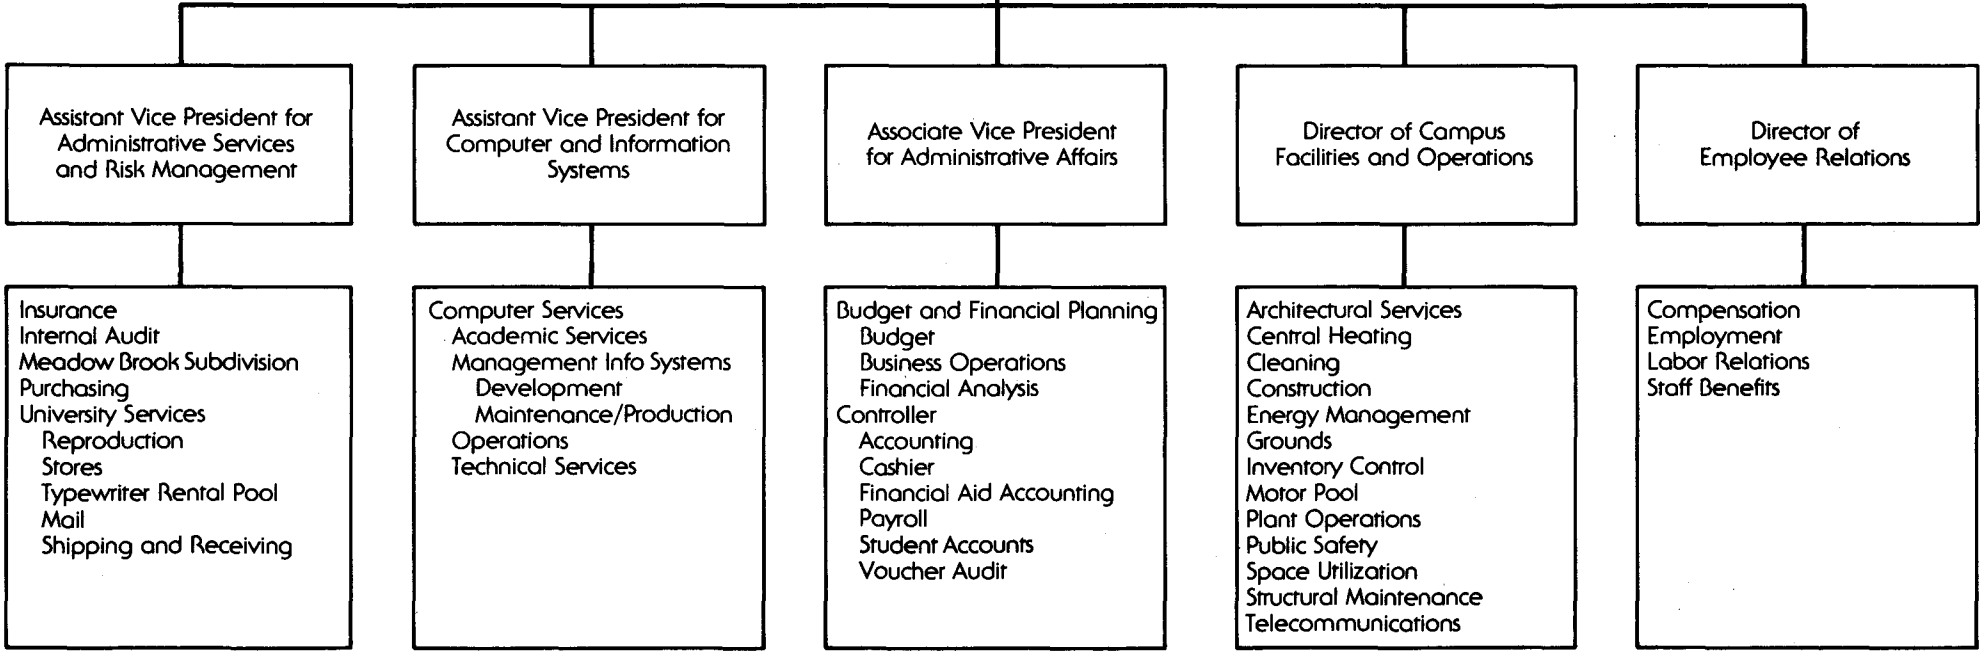 Assistant Vice President for
Administrative Services
and Risk Management
Assistant Vice President for
Computer and Information
Systems
Associate Vice President
for Administrative Affairs
Director of Campus
Facilities and Operations
Director of
Employee Relations
Insurance
Internal Audit
Meadow Brook Subdivision
Purchasing
University Services
Reproduction
Stores
Typewriter Rental Pool
Mail
Shipping and Receiving
Computer Services
Academic Services
Management Info Systems
Development
Maintenance/Production
Operations
Technical Services
Budget and Financial Planning
Budget
Business Operations
Financial Analysis
Controller
Accounting
Cashier
Financial Aid Accounting
Payroll
Student Accounts
Voucher Audit
Architectural Services
Central Heating
Cleaning
Construction
Energy Management
Grounds
Inventory Control
Motor Pool
Plant Operations
Public Safety
Space Utilization
Structural Maintenance
Telecommunications
Compensation
Employment
Labor Relations
Staff Benefits